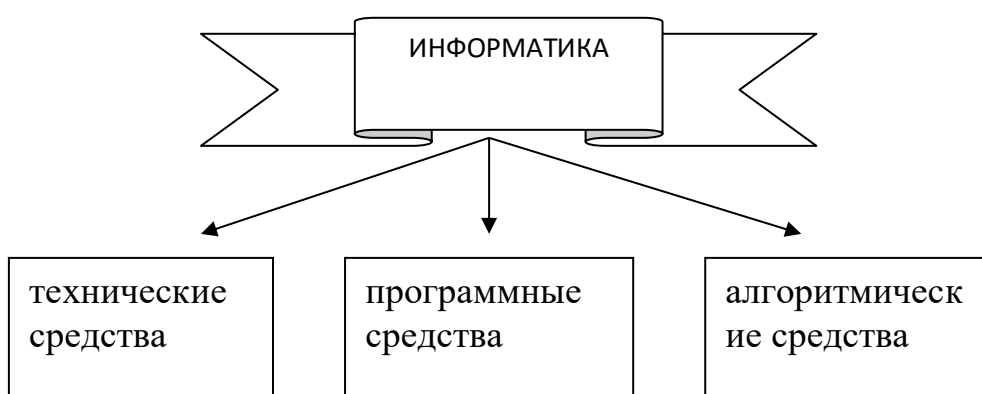 ИНФОРМАТИКА
технические
средства
программные
средства
алгоритмическ
ие средства